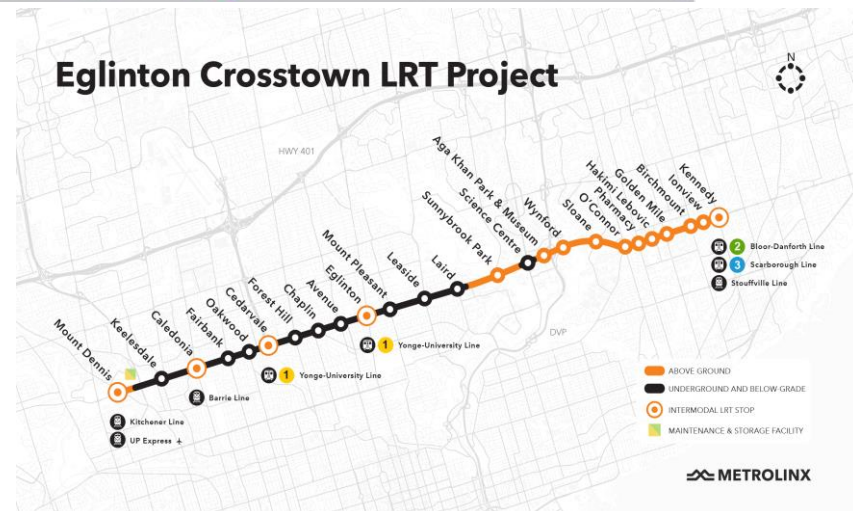 Eglinton Crosstown LRT Project
N
HWY 401
Mount Dennis
Keelesdale
Caledonia
Fairbank
Oakwood
Cedarvale
Forest Hill
Chaplin
Avenue
Eglinton
Mount Pleasant
Leaside
Laird
Sunnybrook Park
Science Centre
Aga Khan Park & Museum
Wynford
Sloane
O'Connor
Pharmacy
Hakimi Lebovic
Golden Mile
Birchmount
Ionview
Kennedy
2 Bloor-Danforth Line
3 Scarborough Line
Stouffville Line
DVP
1 Yonge-University Line
1 Yonge-University Line
Barrie Line
Kitchener Line
UP Express
ABOVE GROUND
UNDERGROUND AND BELOW-GRADE
INTERMODAL LRT STOP
MAINTENANCE & STORAGE FACILITY
METROLINX